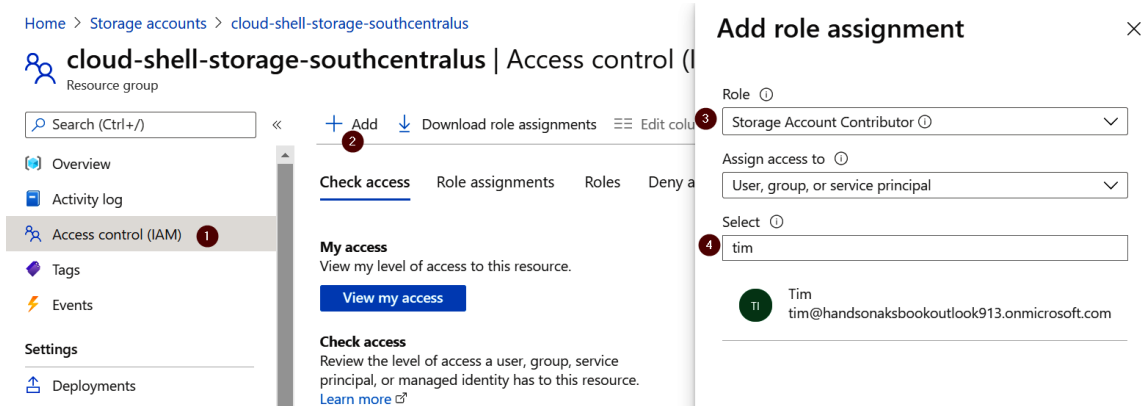 Home > Storage accounts > cloud-shell-storage-southcentralus
cloud-shell-storage-southcentralus | Access control (I
Resource group
Search (Ctrl+/)
Overview
Activity log
Access control (IAM) 1
Tags
Events
Settings
Deployments
Add Download role assignments Edit colu
2
Check access Role assignments Roles Deny a
My access
View my level of access to this resource.
View my access
Check access
Review the level of access a user, group, service
principal, or managed identity has to this resource.
Learn more
Add role assignment
Role
3 Storage Account Contributor
Assign access to
User, group, or service principal
Select
4 tim
TI
Tim
tim@handsonaksbookoutlook913.onmicrosoft.com